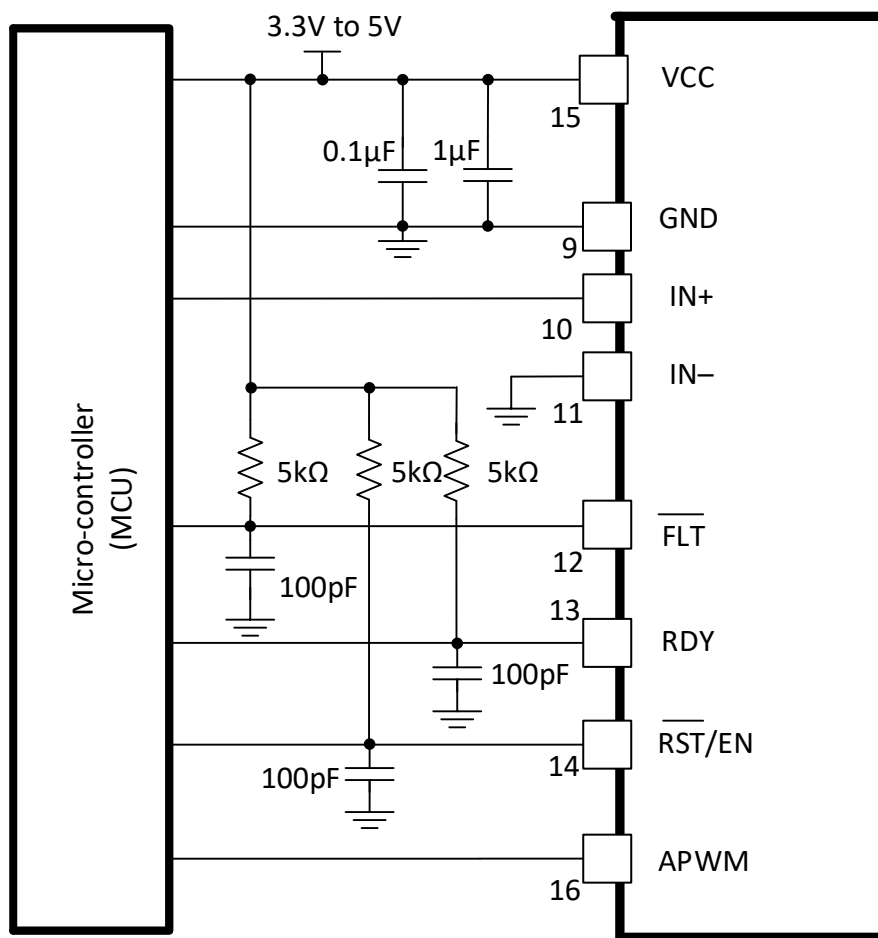 3.3V to 5V
VCC
15
0.1µF
1µF
GND
9
IN+
10
IN–
11
Micro-controller
(MCU)
5kΩ
5kΩ
5kΩ
FLT
12
100pF
13
RDY
100pF
RST/EN
14
100pF
APWM
16